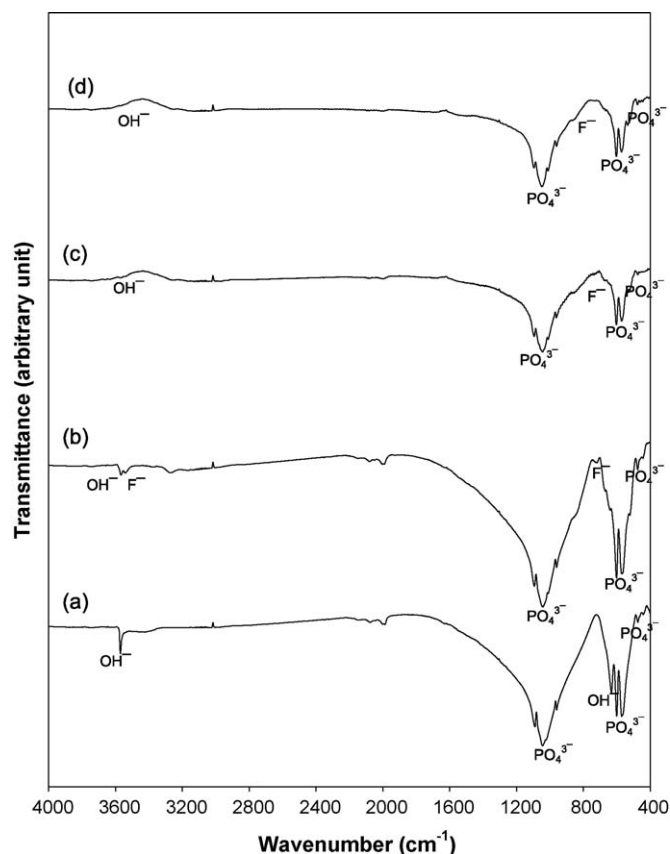 (d)
OH⁻
F⁻
PO₄³⁻
PO₄³⁻
PO₄³⁻
(c)
OH⁻
F⁻
PO₄³⁻
PO₄³⁻
PO₄³⁻
(b)
OH⁻ F⁻
F⁻
PO₄³⁻
PO₄³⁻
PO₄³⁻
(a)
OH⁻
PO₄³⁻
OH⁻
PO₄³⁻
PO₄³⁻
Transmittance (arbitrary unit)
4000 3600 3200 2800 2400 2000 1600 1200 800 400
Wavenumber (cm⁻¹)